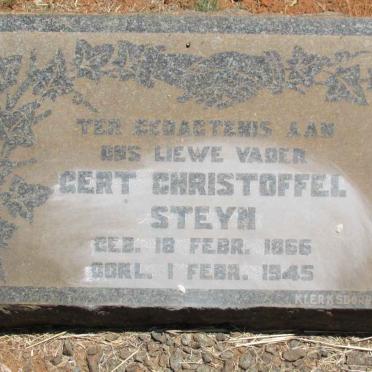 TER GEDAGTENIS AAN
ONS LIEWE VADER
GERT CHRISTOFFEL
STEYN
GEB. 18 FEBR. 1866
OORL. 1 FEBR. 1945
KLERKSDORP